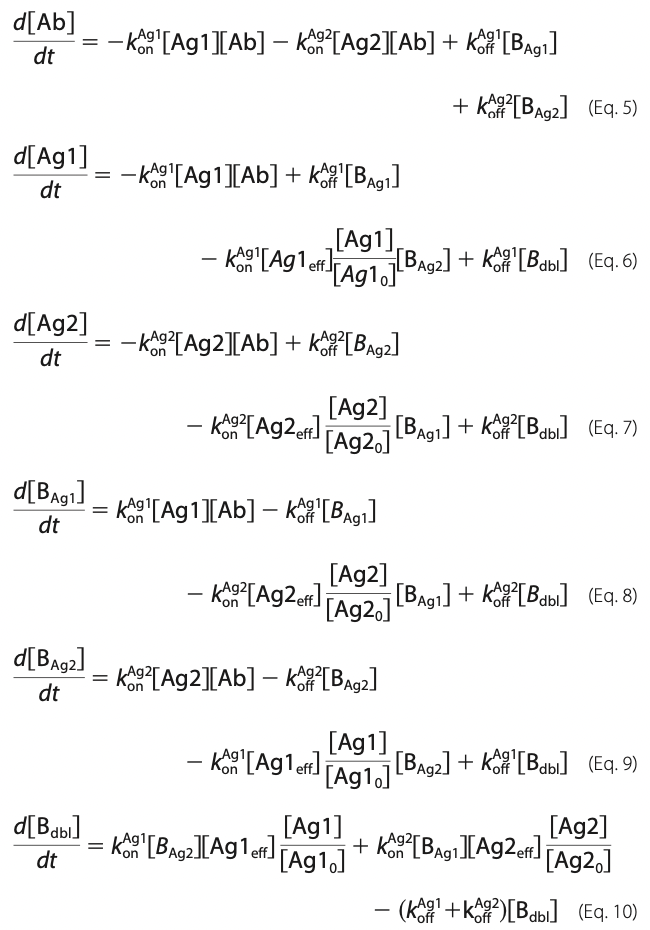 d[Ab]/dt = −k_on^Ag1[Ag1][Ab] − k_on^Ag2[Ag2][Ab] + k_off^Ag1[B_Ag1]
+ k_off^Ag2[B_Ag2] (Eq. 5)
d[Ag1]/dt = −k_on^Ag1[Ag1][Ab] + k_off^Ag1[B_Ag1]
− k_on^Ag1[Ag1_eff][Ag1]/[Ag1_0][B_Ag2] + k_off^Ag1[B_dbl] (Eq. 6)
d[Ag2]/dt = −k_on^Ag2[Ag2][Ab] + k_off^Ag2[B_Ag2]
− k_on^Ag2[Ag2_eff][Ag2]/[Ag2_0][B_Ag1] + k_off^Ag2[B_dbl] (Eq. 7)
d[B_Ag1]/dt = k_on^Ag1[Ag1][Ab] − k_off^Ag1[B_Ag1]
− k_on^Ag2[Ag2_eff][Ag2]/[Ag2_0][B_Ag1] + k_off^Ag2[B_dbl] (Eq. 8)
d[B_Ag2]/dt = k_on^Ag2[Ag2][Ab] − k_off^Ag2[B_Ag2]
− k_on^Ag1[Ag1_eff][Ag1]/[Ag1_0][B_Ag2] + k_off^Ag1[B_dbl] (Eq. 9)
d[B_dbl]/dt = k_on^Ag1[B_Ag2][Ag1_eff][Ag1]/[Ag1_0] + k_on^Ag2[B_Ag1][Ag2_eff][Ag2]/[Ag2_0]
− (k_off^Ag1+k_off^Ag2)[B_dbl] (Eq. 10)